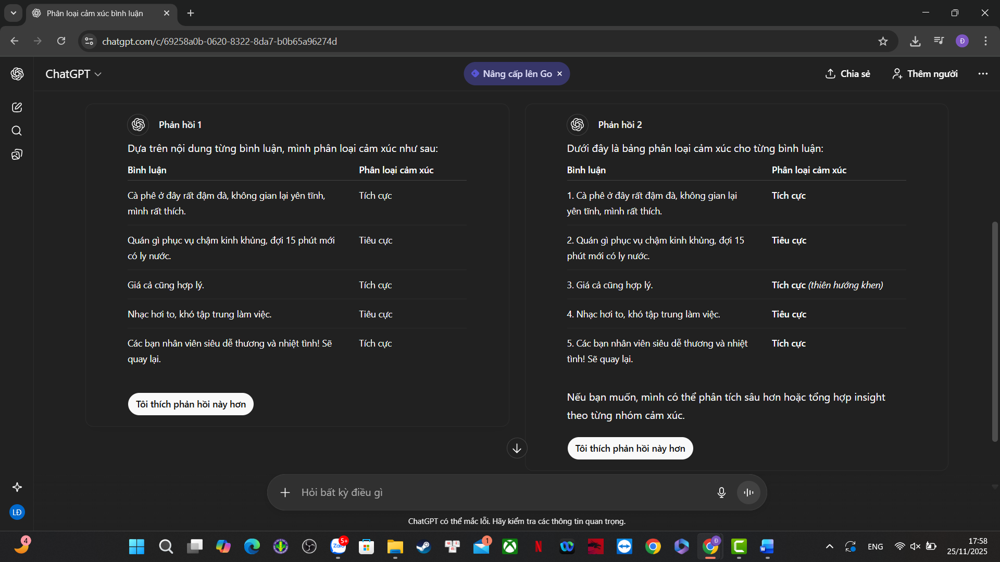 Phân loại cảm xúc bình luận
chatgpt.com/c/69258a0b-0620-8322-8da7-b0b65a96274d
Đ
ChatGPT
Nâng cấp lên Go
Chia sẻ
Thêm người
Phản hồi 1
Dựa trên nội dung từng bình luận, mình phân loại cảm xúc như sau:
Bình luận Phân loại cảm xúc
Cà phê ở đây rất đậm đà, không gian lại yên tĩnh, Tích cực
mình rất thích.
Quán gì phục vụ chậm kinh khủng, đợi 15 phút mới Tiêu cực
có ly nước.
Giá cả cũng hợp lý. Tích cực
Nhạc hơi to, khó tập trung làm việc. Tiêu cực
Các bạn nhân viên siêu dễ thương và nhiệt tình! Sẽ Tích cực
quay lại.
Tôi thích phản hồi này hơn
Phản hồi 2
Dưới đây là bảng phân loại cảm xúc cho từng bình luận:
Bình luận Phân loại cảm xúc
1. Cà phê ở đây rất đậm đà, không gian lại Tích cực
yên tĩnh, mình rất thích.
2. Quán gì phục vụ chậm kinh khủng, đợi 15 Tiêu cực
phút mới có ly nước.
3. Giá cả cũng hợp lý. Tích cực (thiên hướng khen)
4. Nhạc hơi to, khó tập trung làm việc. Tiêu cực
5. Các bạn nhân viên siêu dễ thương và nhiệt Tích cực
tình! Sẽ quay lại.
Nếu bạn muốn, mình có thể phân tích sâu hơn hoặc tổng hợp insight
theo từng nhóm cảm xúc.
Tôi thích phản hồi này hơn
LĐ
Hỏi bất kỳ điều gì
ChatGPT có thể mắc lỗi. Hãy kiểm tra các thông tin quan trọng.
4
Zalo
5+
1
N
Đ
C
W
ENG
17:58
25/11/2025